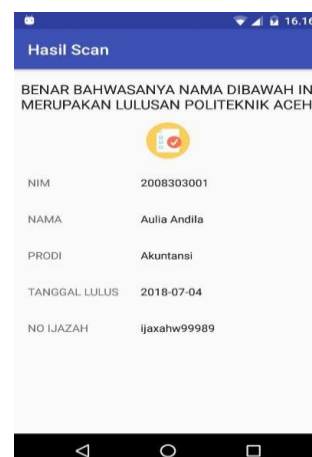 16.16
Hasil Scan
BENAR BAHWASANYA NAMA DIBAWAH IN
MERUPAKAN LULUSAN POLITEKNIK ACEH
NIM 2008303001
NAMA Aulia Andila
PRODI Akuntansi
TANGGAL LULUS 2018-07-04
NO IJAZAH ijaxahw99989